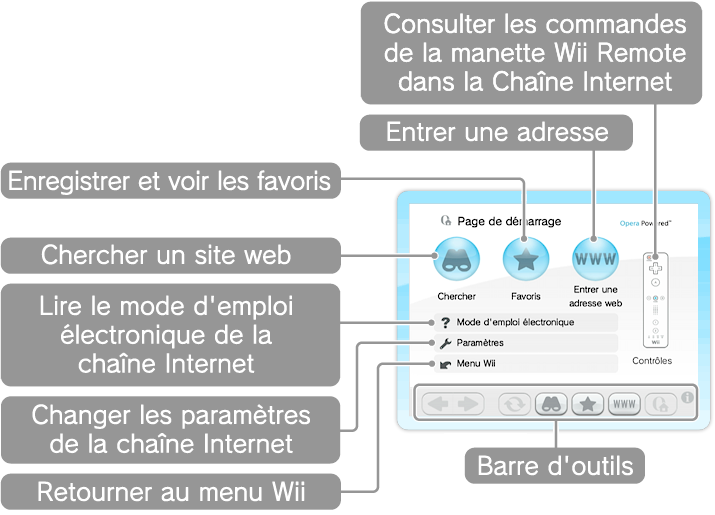 Consulter les commandes
de la manette Wii Remote
dans la Chaîne Internet
Entrer une adresse
Enregistrer et voir les favoris
Chercher un site web
Lire le mode d'emploi
électronique de la
chaîne Internet
Changer les paramètres
de la chaîne Internet
Retourner au menu Wii
Page de démarrage
Opera Powered™
WWW
Chercher
Favoris
Entrer une
adresse web
? Mode d'emploi électronique
Paramètres
Menu Wii
Wii
Contrôles
WWW
i
Barre d'outils